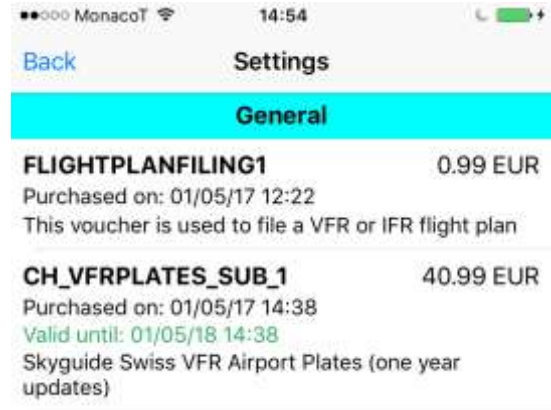 MonacoT 14:54
Back Settings
General
FLIGHTPLANFILING1 0.99 EUR
Purchased on: 01/05/17 12:22
This voucher is used to file a VFR or IFR flight plan
CH_VFRPLATES_SUB_1 40.99 EUR
Purchased on: 01/05/17 14:38
Valid until: 01/05/18 14:38
Skyguide Swiss VFR Airport Plates (one year
updates)